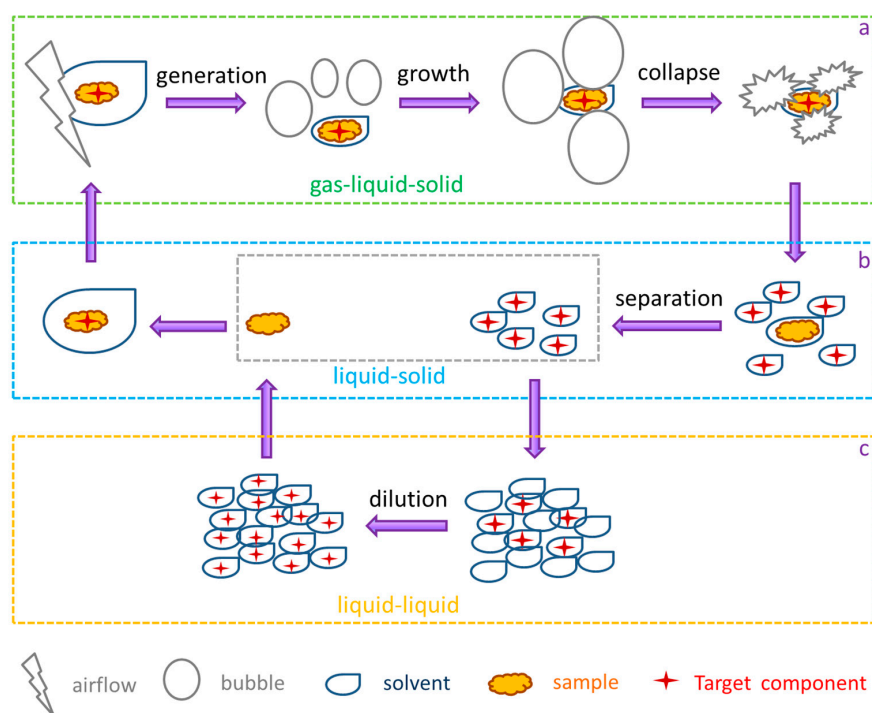 a
generation
growth
collapse
gas-liquid-solid
b
separation
liquid-solid
c
dilution
liquid-liquid
airflow
bubble
solvent
sample
Target component